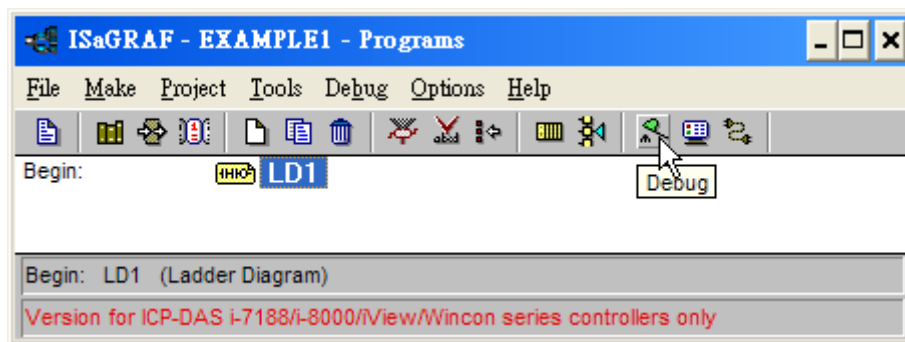 ISaGRAF - EXAMPLE1 - Programs
File Make Project Tools Debug Options Help
Begin: LD1
Debug
Begin: LD1 (Ladder Diagram)
Version for ICP-DAS i-7188/i-8000/iView/Wincon series controllers only